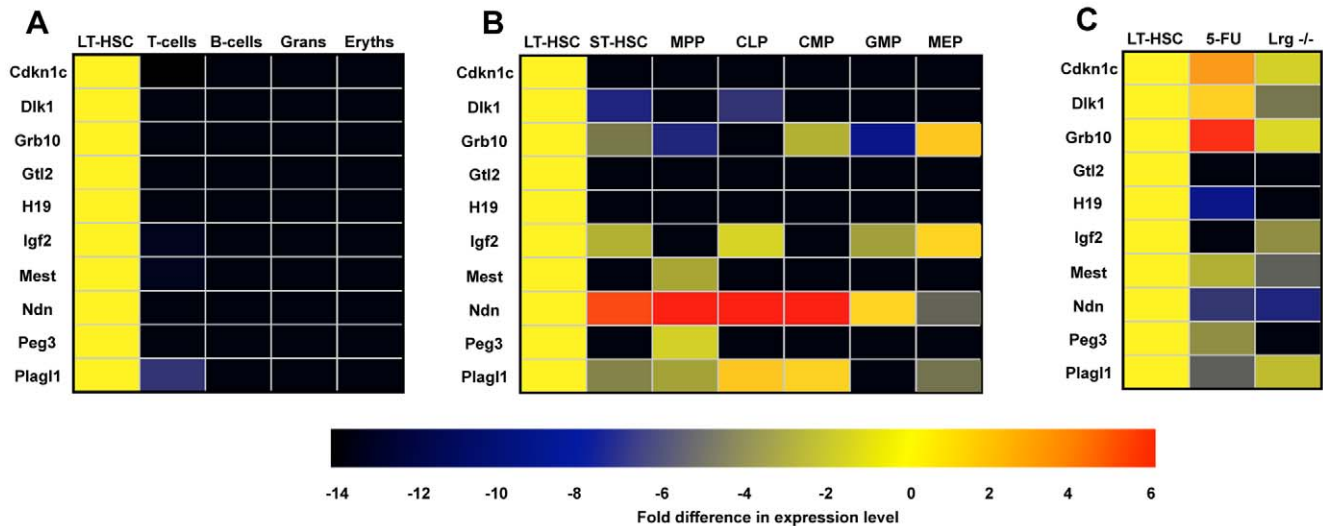 A
LT-HSC T-cells B-cells Grans Eryths
Cdkn1c
Dlk1
Grb10
Gtl2
H19
Igf2
Mest
Ndn
Peg3
Plagl1
B
LT-HSC ST-HSC MPP CLP CMP GMP MEP
Cdkn1c
Dlk1
Grb10
Gtl2
H19
Igf2
Mest
Ndn
Peg3
Plagl1
C
LT-HSC 5-FU Lrg -/-
Cdkn1c
Dlk1
Grb10
Gtl2
H19
Igf2
Mest
Ndn
Peg3
Plagl1
-14 -12 -10 -8 -6 -4 -2 0 2 4 6
Fold difference in expression level